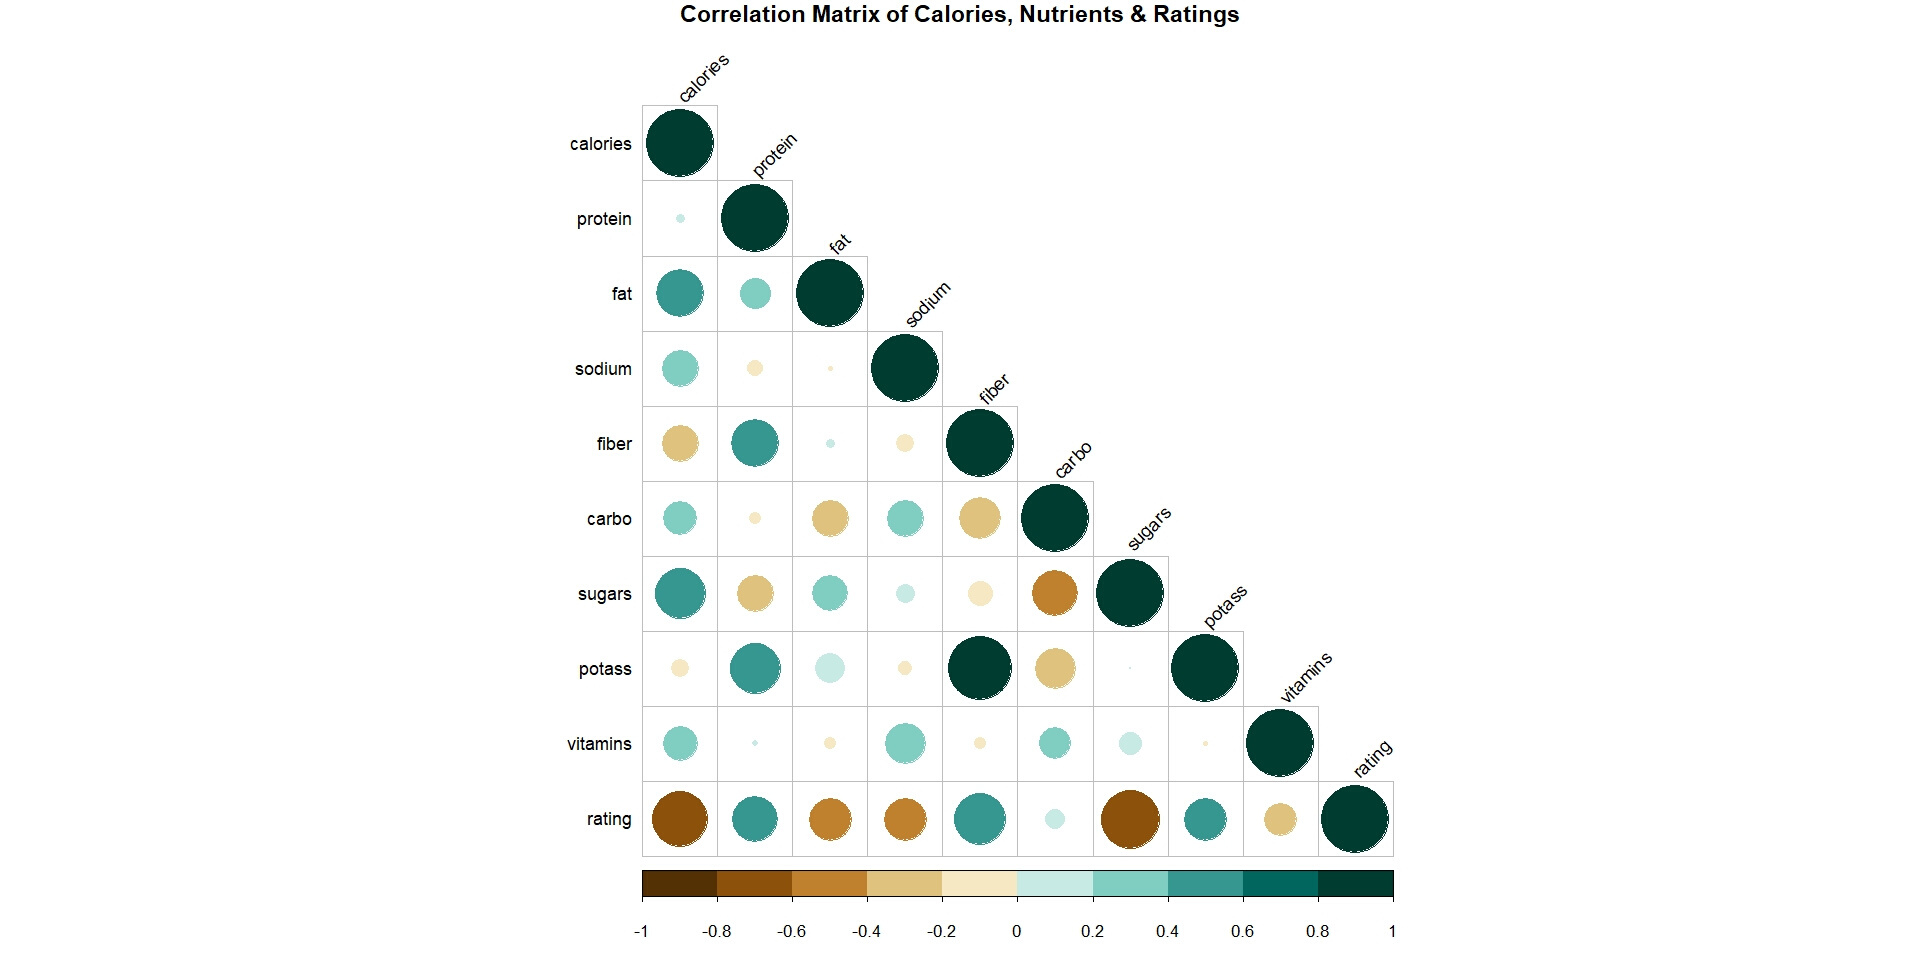 Correlation Matrix of Calories, Nutrients & Ratings
calories
protein
fat
sodium
fiber
carbo
sugars
potass
vitamins
rating
calories
protein
fat
sodium
fiber
carbo
sugars
potass
vitamins
rating
-1 -0.8 -0.6 -0.4 -0.2 0 0.2 0.4 0.6 0.8 1